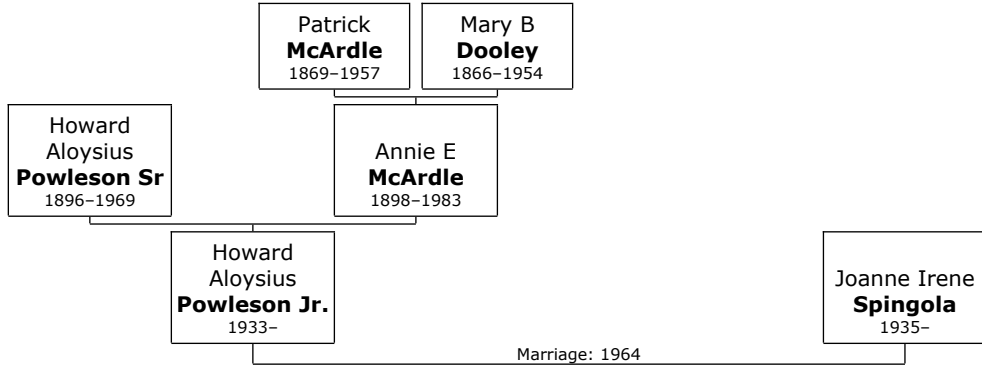 Patrick
McArdle
1869–1957
Mary B
Dooley
1866–1954
Howard
Aloysius
Powleson Sr
1896–1969
Annie E
McArdle
1898–1983
Howard
Aloysius
Powleson Jr.
1933–
Joanne Irene
Spingola
1935–
Marriage: 1964